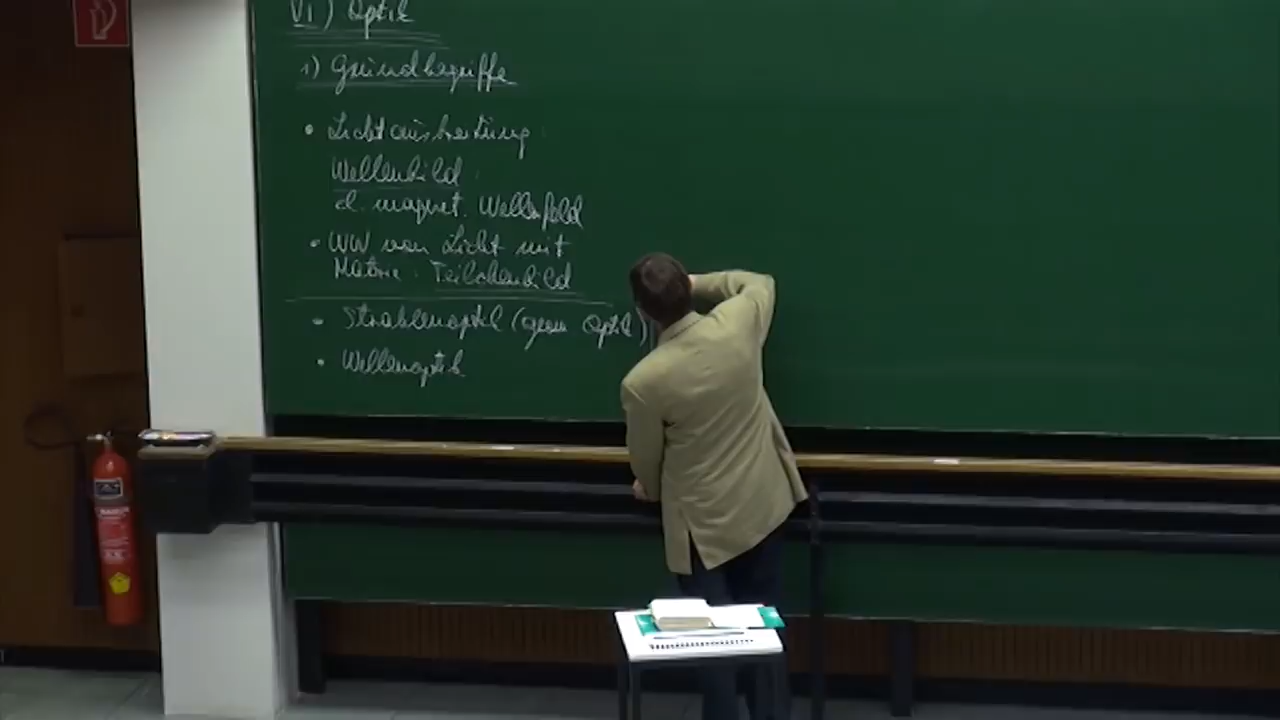 VI) Optik
1) Grundbegriffe
• Lichtausbreitung:
Wellenbild:
el. magnet. Wellenfeld
• WW von Licht mit
Materie: Teilchenbild
• Strahlenoptik (geom Optik)
• Wellenoptik